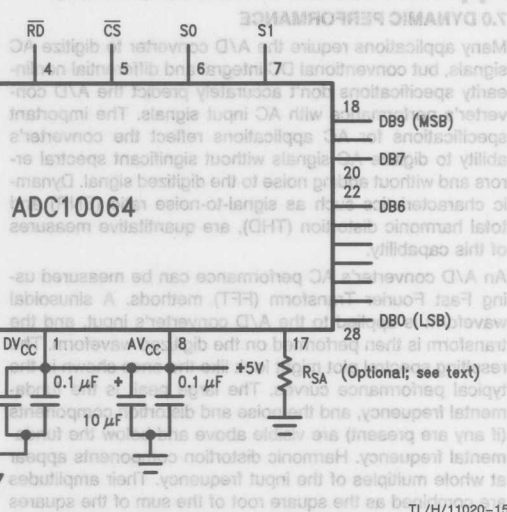 7.0 DYNAMIC PERFORMANCE
RD CS S0 S1
4 5 6 7
Many applications require the A/D converter to digitize AC
signals, but conventional DC integral and differential nonlin-
earity specifications don't accurately predict the A/D con-
verter's performance with AC input signals. The important
specifications for AC applications reflect the converter's
ability to digitize AC signals without significant spectral er-
rors and without adding noise to the digitized signal. Dynam-
ic characteristics such as signal-to-noise ratio and
total harmonic distortion (THD), are quantitative measures
of this capability.
An A/D converter's AC performance can be measured us-
ing Fast Fourier Transform (FFT) methods. A sinusoidal
waveform is applied to the A/D converter's input, and the
transform is then performed on the digitized waveform. The
resulting spectral plot might look like the ones shown in the
typical performance curves. The large peak is the funda-
mental frequency, and the noise and distortion components
(if any are present) are visible above and below the funda-
mental frequency. Harmonic distortion components appear
at whole multiples of the input frequency. Their amplitudes
are combined as the square root of the sum of the squares
18
DB9 (MSB)
DB7
20
22
DB6
ADC10064
DB0 (LSB)
28
DVCC AVCC 17
0.1 μF + 0.1 μF +5V RSA (Optional; see text)
10 μF
TL/H/11020-15